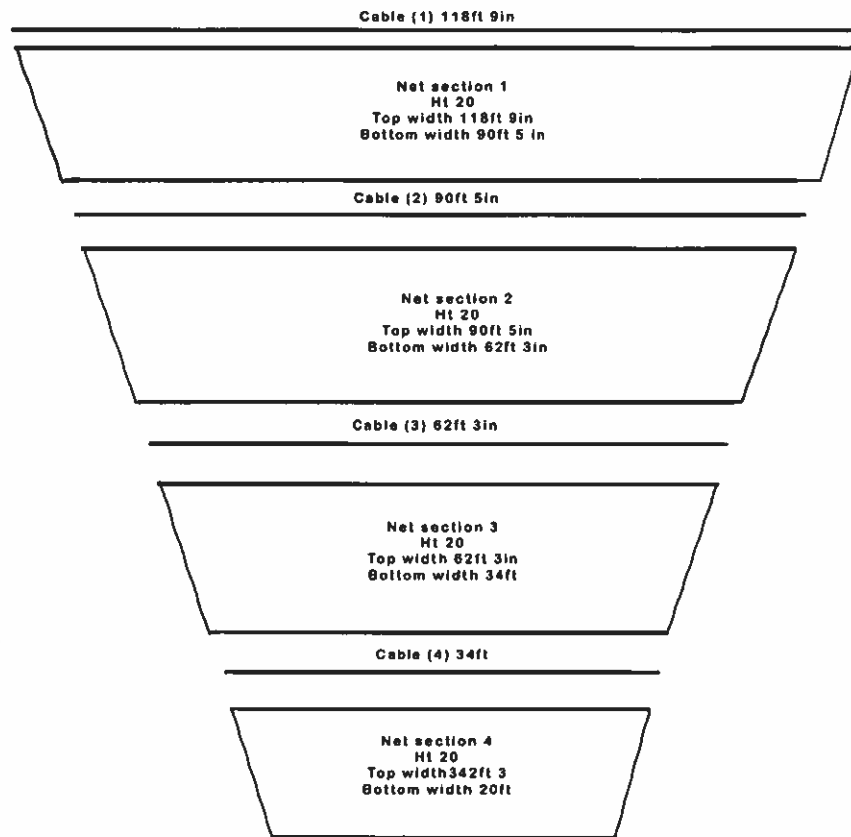 Cable (1) 118ft 9in
Net section 1
Ht 20
Top width 118ft 9in
Bottom width 90ft 5 in
Cable (2) 90ft 5in
Net section 2
Ht 20
Top width 90ft 5in
Bottom width 62ft 3in
Cable (3) 62ft 3in
Net section 3
Ht 20
Top width 62ft 3in
Bottom width 34ft
Cable (4) 34ft
Net section 4
Ht 20
Top width342ft 3
Bottom width 20ft